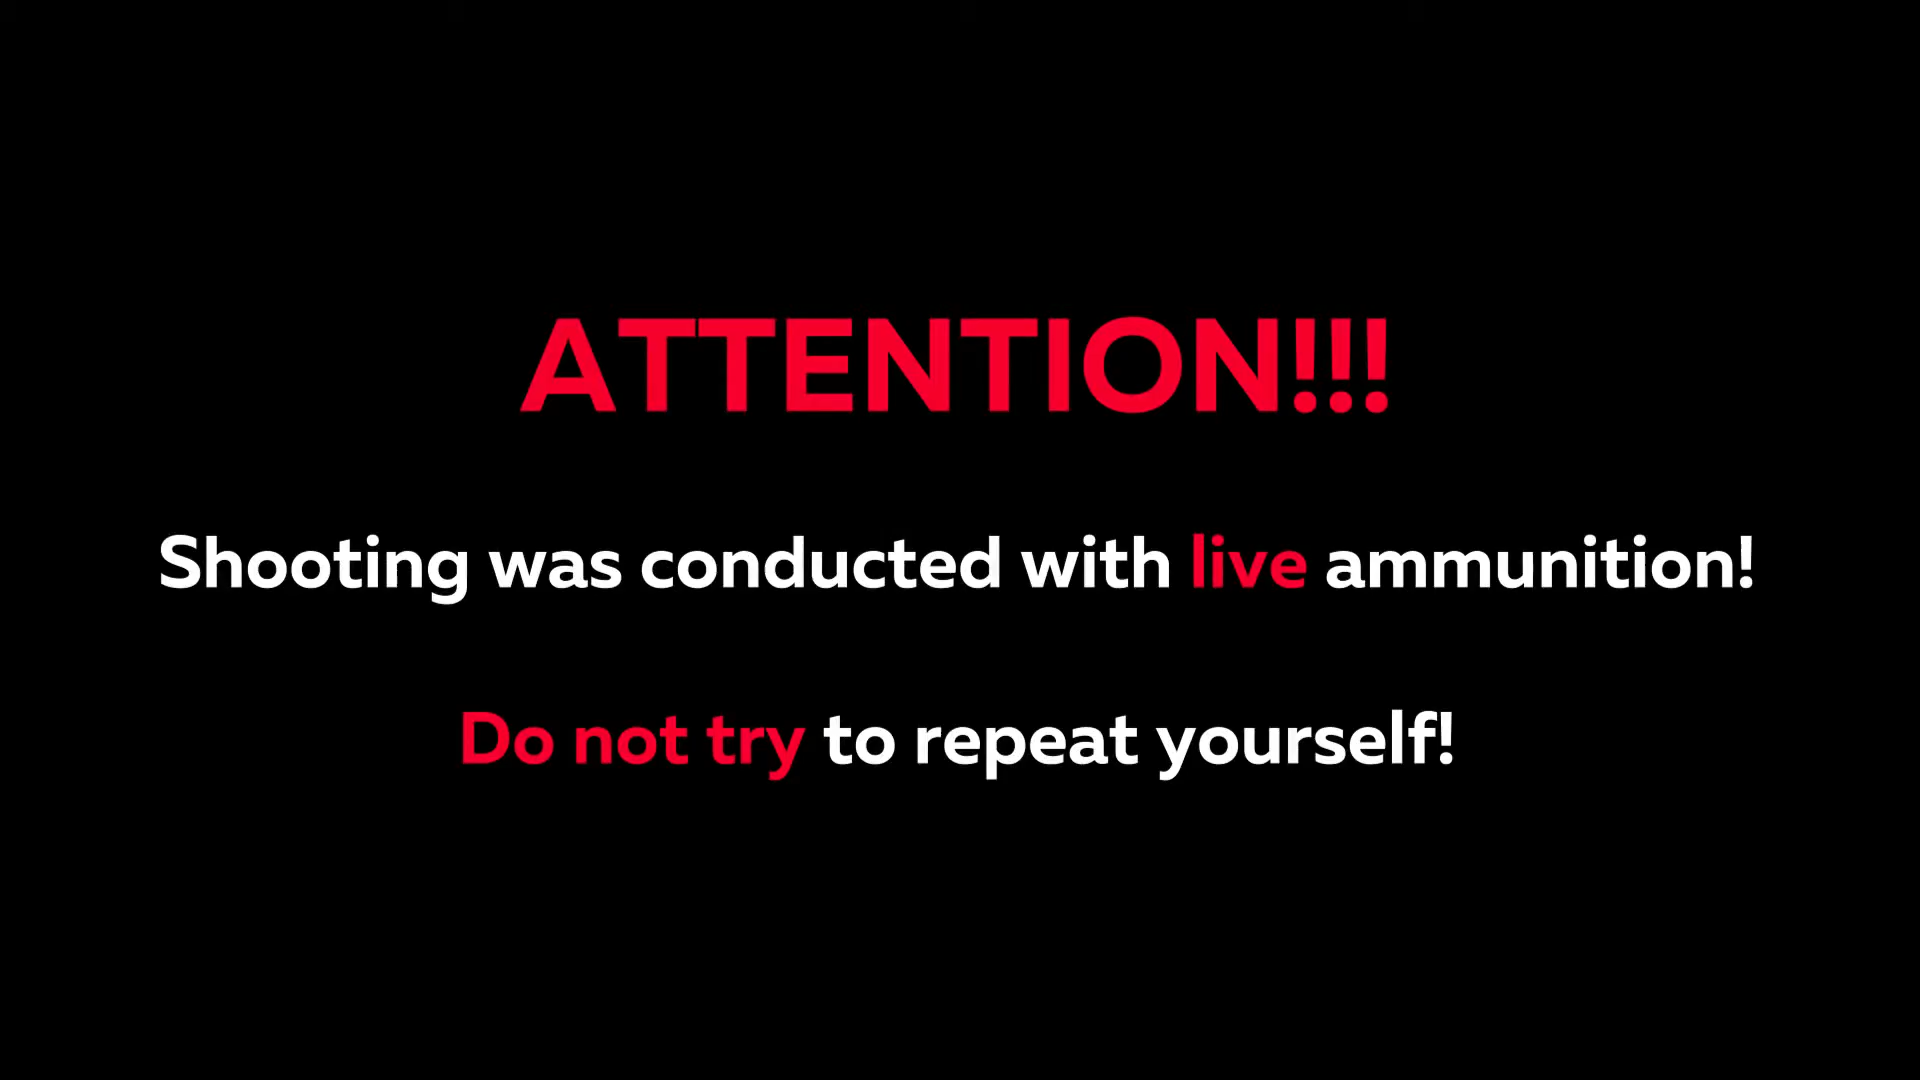 ATTENTION!!!
Shooting was conducted with live ammunition!
Do not try to repeat yourself!